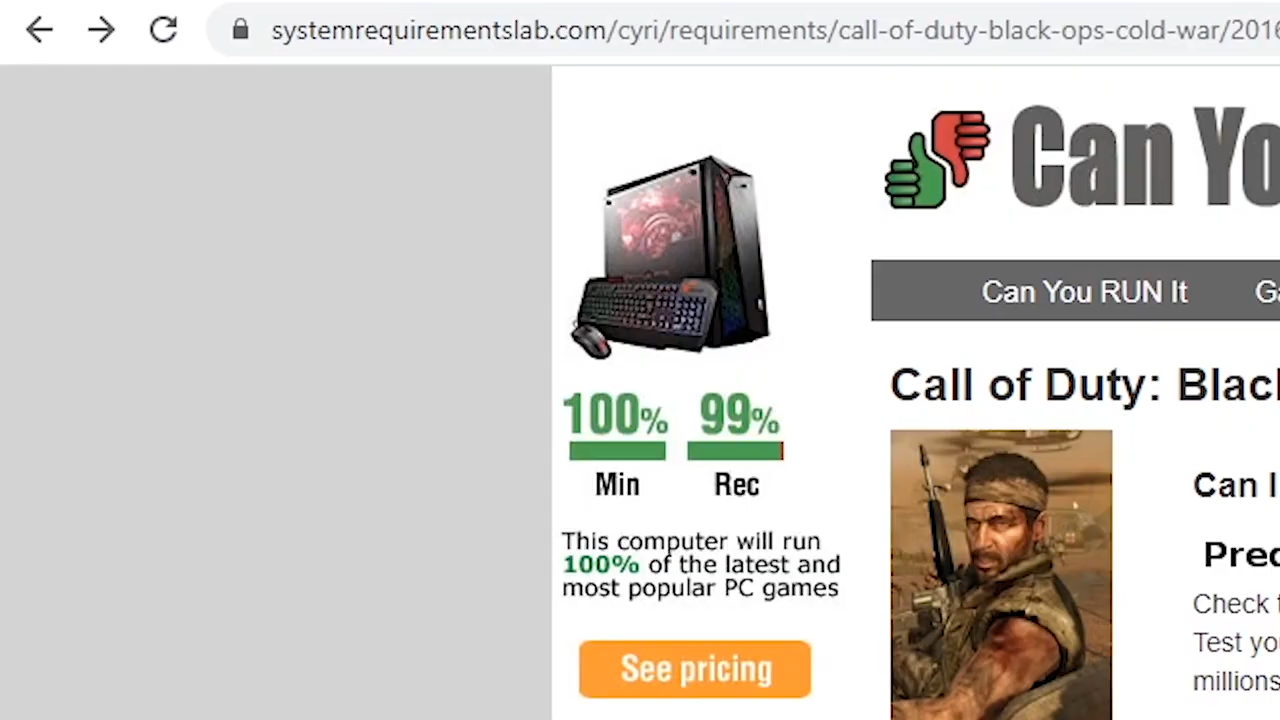 systemrequirementslab.com/cyri/requirements/call-of-duty-black-ops-cold-war/2016
Can Yo
Can You RUN It
Ga
100% 99%
Min Rec
This computer will run
100% of the latest and
most popular PC games
See pricing
Call of Duty: Black
Can I
Pred
Check t
Test you
millions